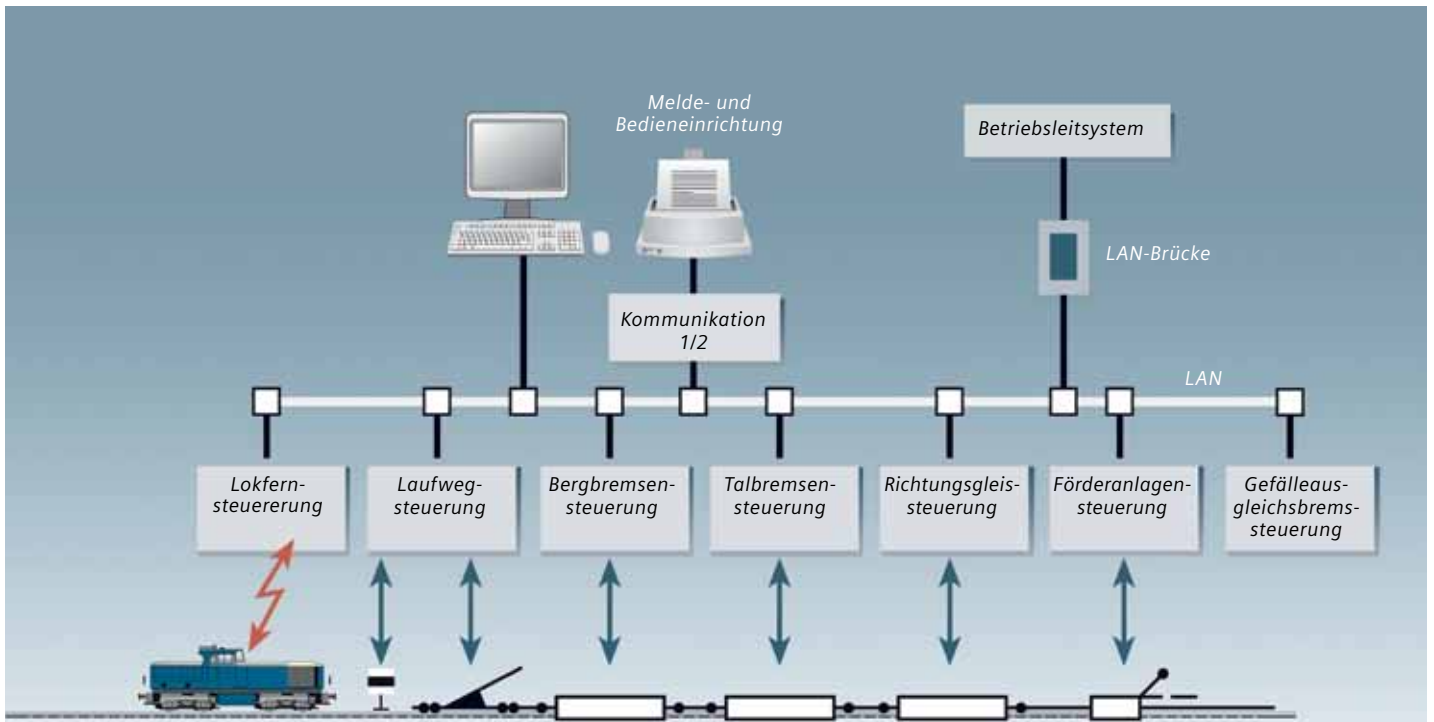 Melde- und
Bedieneinrichtung
Betriebsleitsystem
LAN-Brücke
Kommunikation
1/2
LAN
Lokfern-
steuererung
Laufweg-
steuerung
Bergbremsen-
steuerung
Talbremsen-
steuerung
Richtungsgleis-
steuerung
Förderanlagen-
steuerung
Gefälleaus-
gleichsbrems-
steuerung